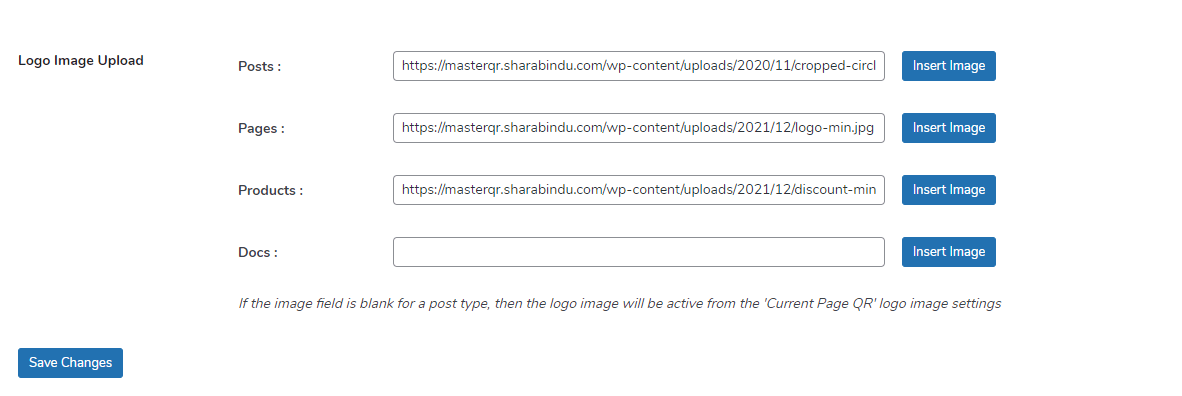 Logo Image Upload
Posts : https://masterqr.sharabindu.com/wp-content/uploads/2020/11/cropped-circl Insert Image
Pages : https://masterqr.sharabindu.com/wp-content/uploads/2021/12/logo-min.jpg Insert Image
Products : https://masterqr.sharabindu.com/wp-content/uploads/2021/12/discount-min Insert Image
Docs : Insert Image
If the image field is blank for a post type, then the logo image will be active from the 'Current Page QR' logo image settings
Save Changes